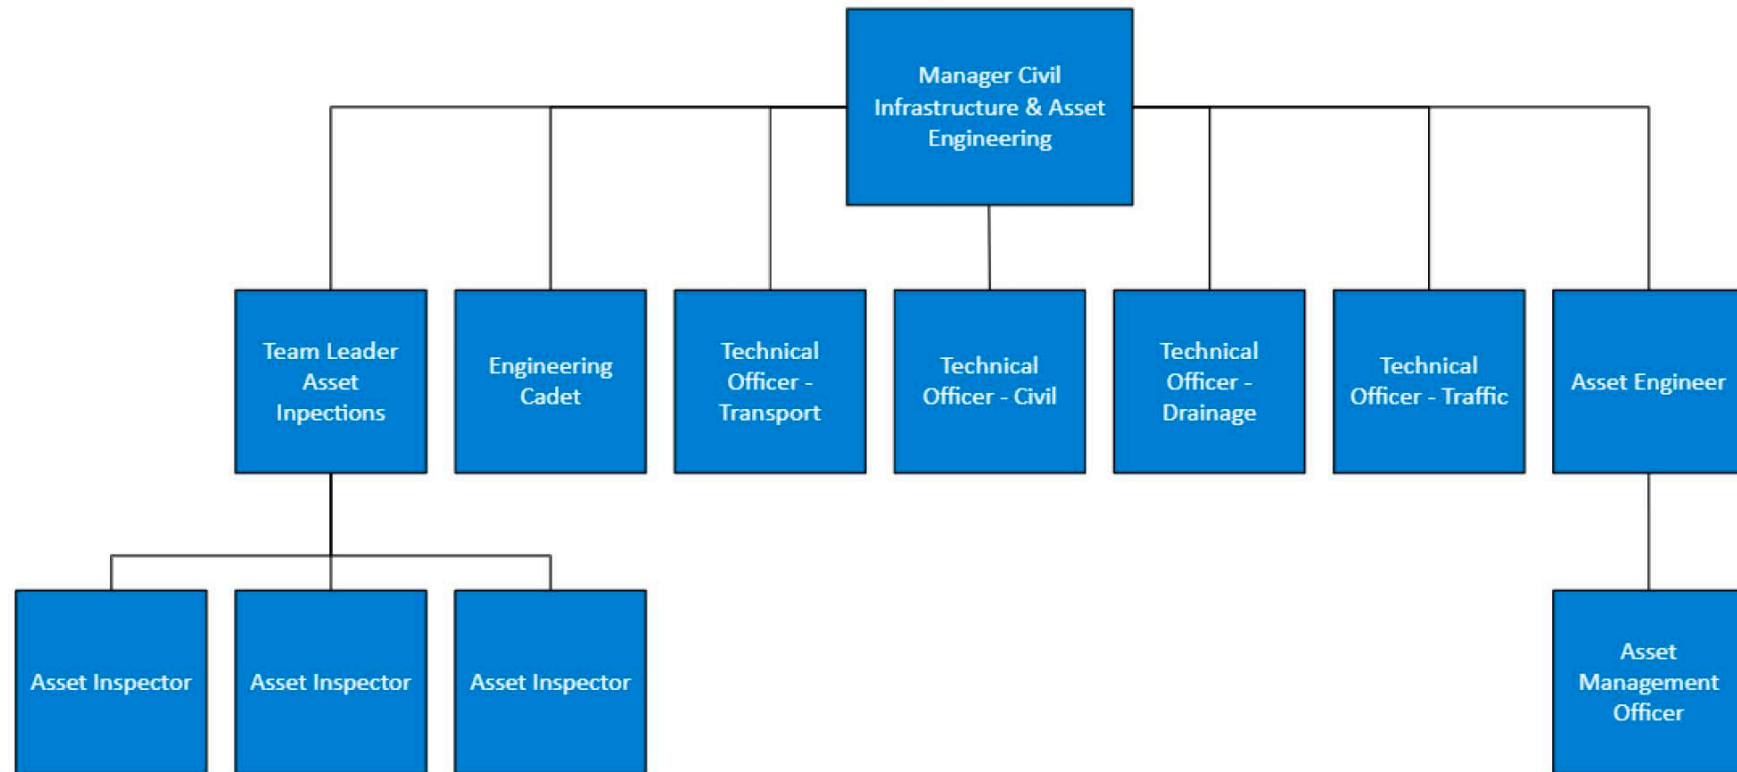 Manager Civil
Infrastructure & Asset
Engineering
Team Leader
Asset
Inpections
Engineering
Cadet
Technical
Officer -
Transport
Technical
Officer - Civil
Technical
Officer -
Drainage
Technical
Officer - Traffic
Asset Engineer
Asset Inspector
Asset Inspector
Asset Inspector
Asset
Management
Officer